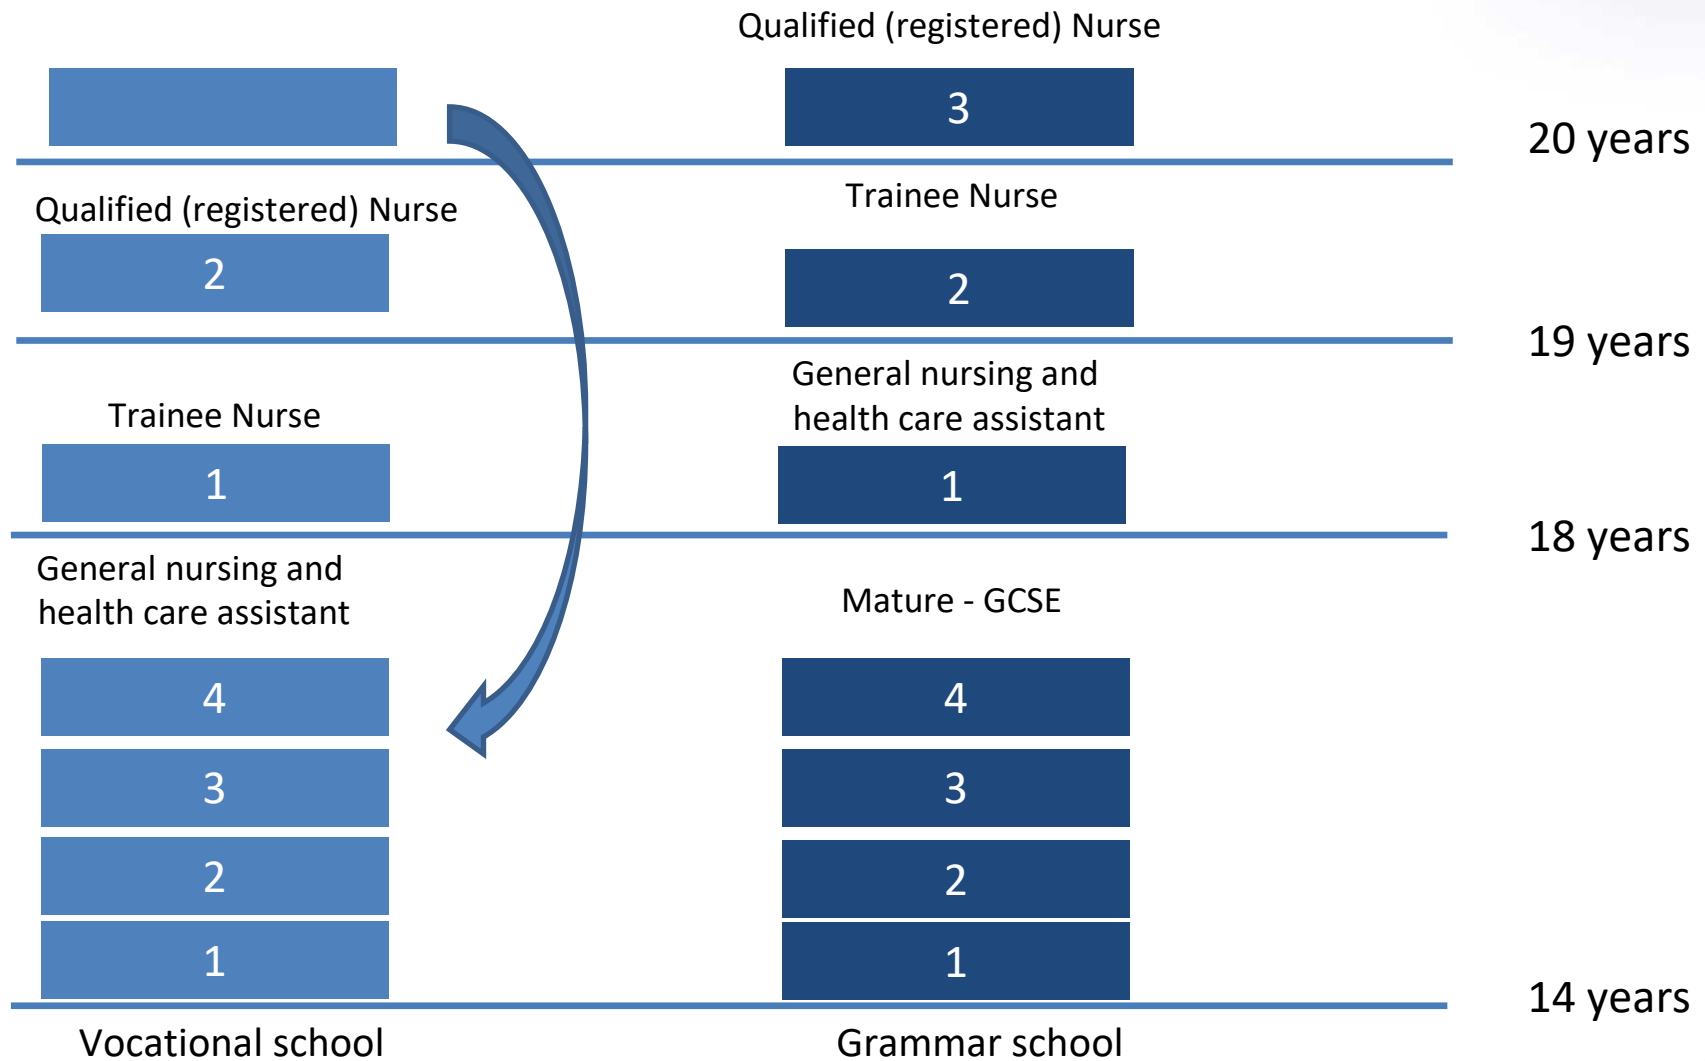 Qualified (registered) Nurse
3
20 years
Qualified (registered) Nurse
Trainee Nurse
2
2
19 years
Trainee Nurse
General nursing and
health care assistant
1
1
18 years
General nursing and
health care assistant
Mature - GCSE
4
4
3
3
2
2
1
1
14 years
Vocational school
Grammar school